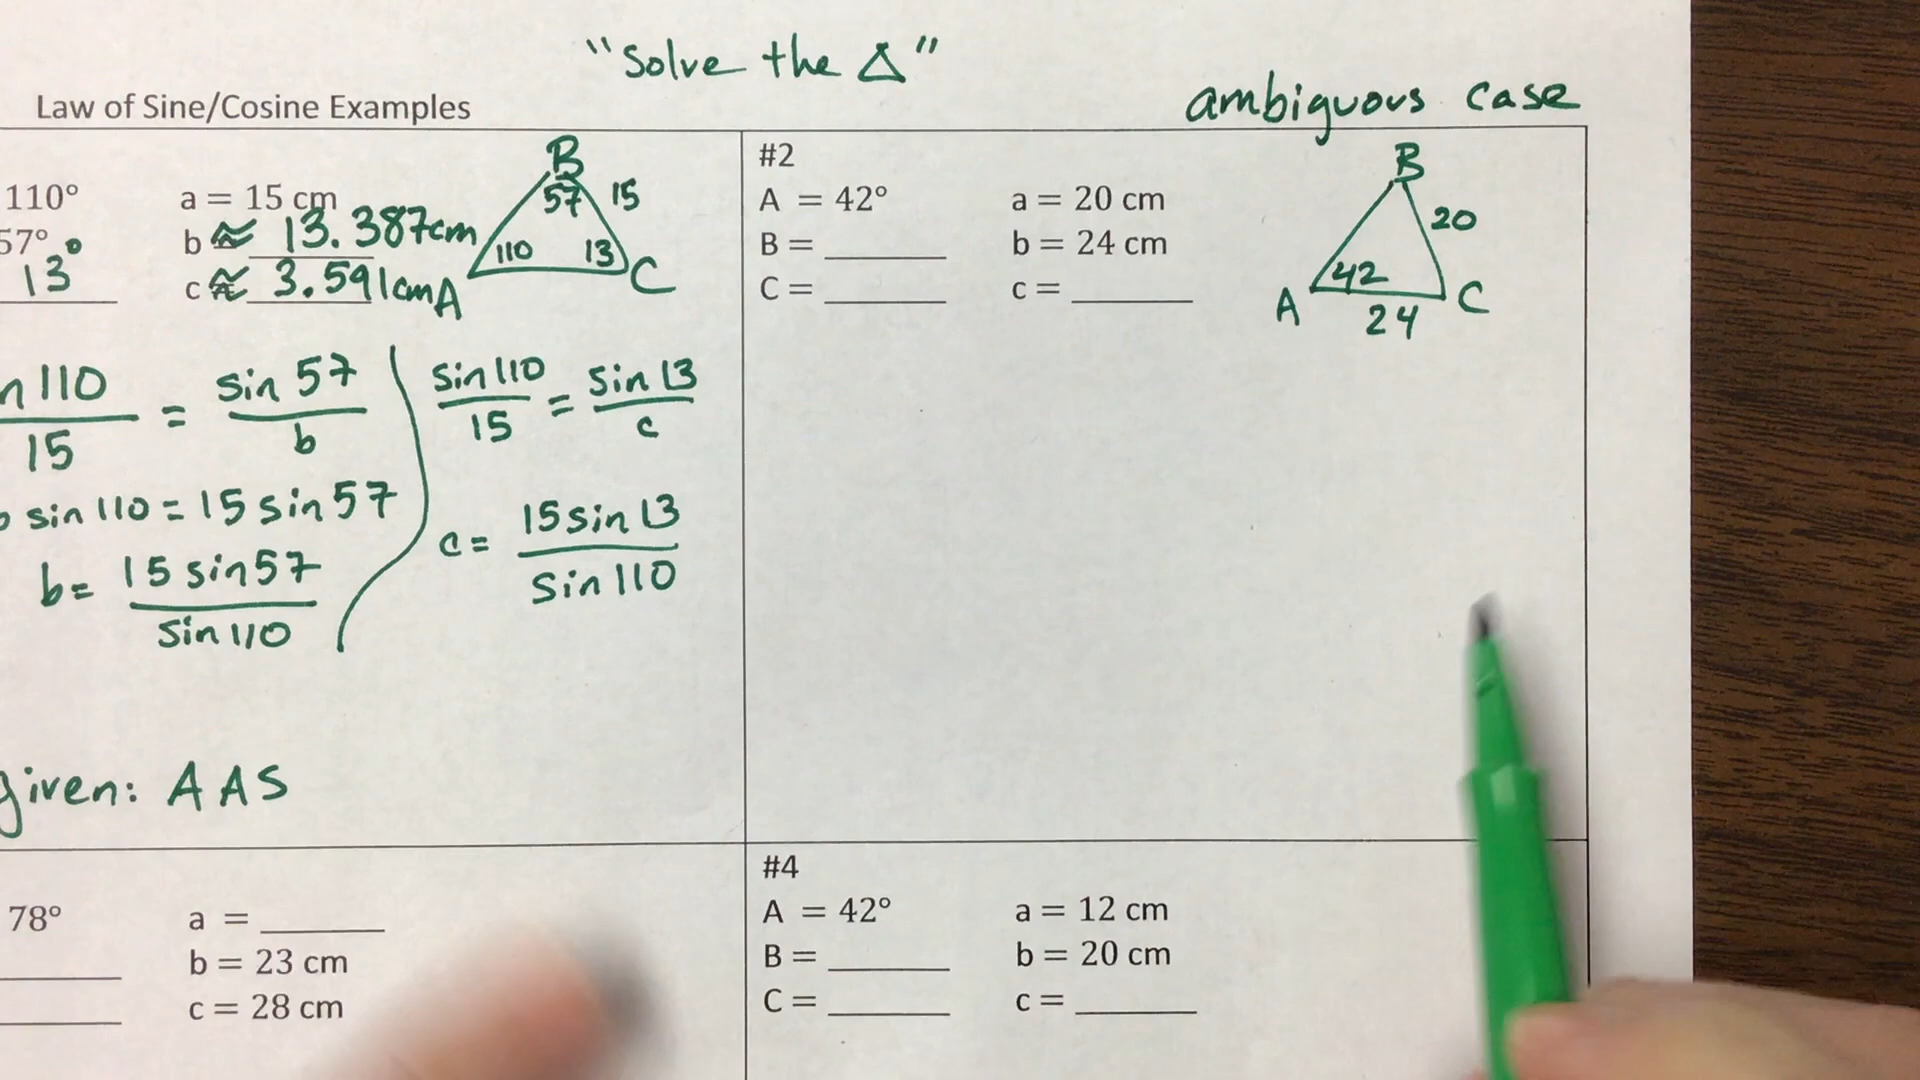 "Solve the Δ"
Law of Sine/Cosine Examples
ambiguous case
110°
a = 15 cm
57°
b ≈ 13.387cm
13°
c ≈ 3.591cm
B
57
15
110
13
A
C
n 110 / 15 = sin 57 / b
b sin 110 = 15 sin 57
b = 15 sin 57 / sin 110
sin 110 / 15 = sin 13 / c
c = 15 sin 13 / sin 110
given: AAS
#2
A = 42°
a = 20 cm
B = ______
b = 24 cm
C = ______
c = ______
B
20
42
A
24
C
78°
a = ______
b = 23 cm
c = 28 cm
#4
A = 42°
a = 12 cm
B = ______
b = 20 cm
C = ______
c = ______